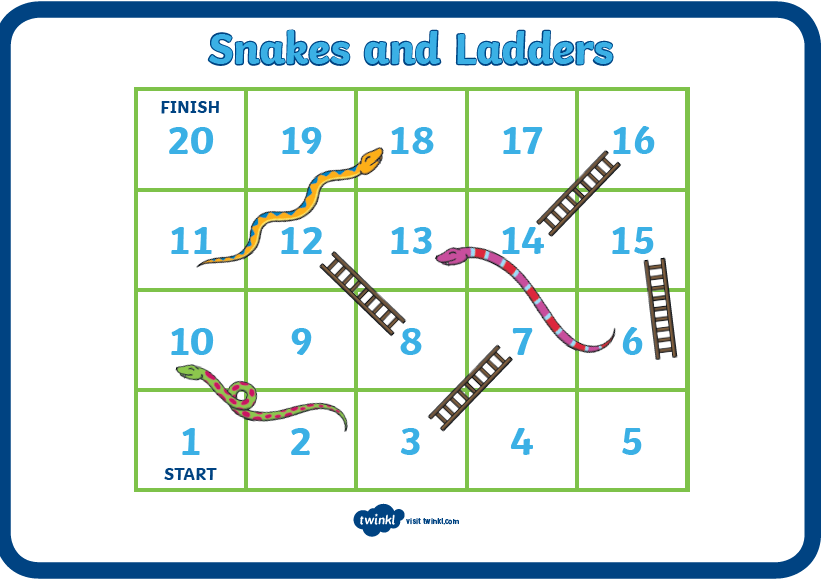 Snakes and Ladders
FINISH
20 19 18 17 16
11 12 13 14 15
10 9 8 7 6
1 2 3 4 5
START
twinkl visit twinkl.com